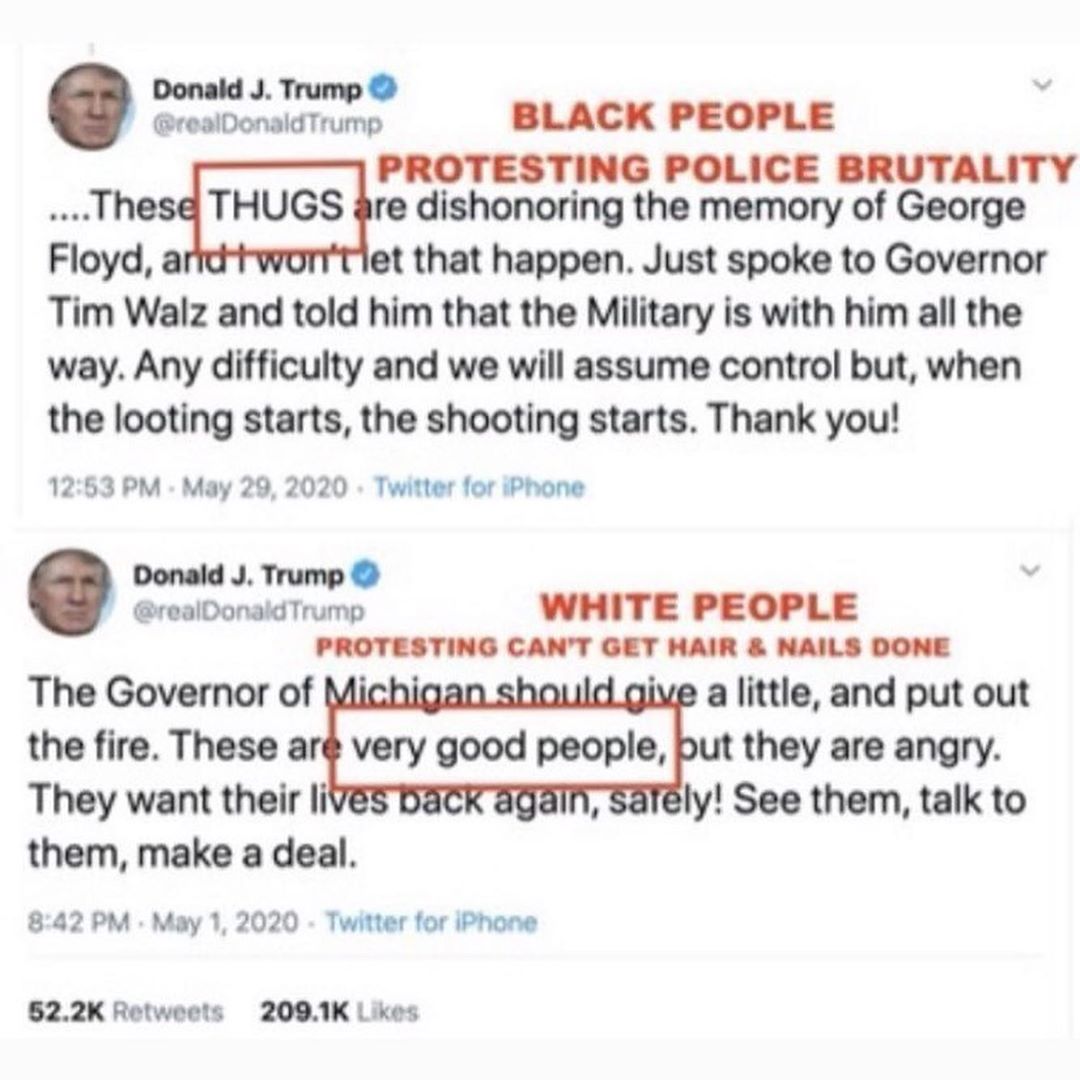 Donald J. Trump
@realDonaldTrump
BLACK PEOPLE
PROTESTING POLICE BRUTALITY
....These THUGS are dishonoring the memory of George
Floyd, and I won't let that happen. Just spoke to Governor
Tim Walz and told him that the Military is with him all the
way. Any difficulty and we will assume control but, when
the looting starts, the shooting starts. Thank you!
12:53 PM · May 29, 2020 · Twitter for iPhone
Donald J. Trump
@realDonaldTrump
WHITE PEOPLE
PROTESTING CAN'T GET HAIR & NAILS DONE
The Governor of Michigan should give a little, and put out
the fire. These are very good people, but they are angry.
They want their lives back again, safely! See them, talk to
them, make a deal.
8:42 PM · May 1, 2020 · Twitter for iPhone
52.2K Retweets 209.1K Likes